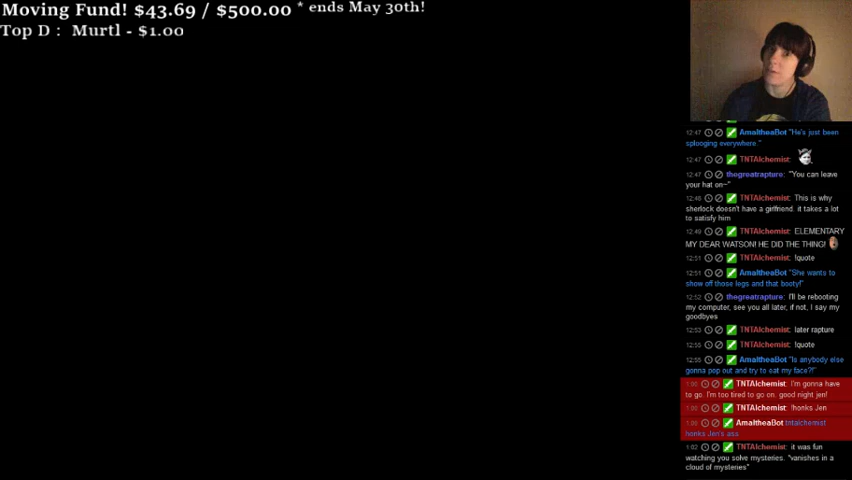 Moving Fund! $43.69 / $500.00 * ends May 30th!
Top D : Murtl - $1.00
12:47 AmaltheaBot "He's just been
splooging everywhere."
12:47 TNTAlchemist:
12:47 thegreatrapture: "You can leave
your hat on~"
12:48 TNTAlchemist: This is why
sherlock doesn't have a girlfriend. it takes a lot
to satisfy him
12:49 TNTAlchemist: ELEMENTARY
MY DEAR WATSON! HE DID THE THING!
12:51 TNTAlchemist: !quote
12:51 AmaltheaBot "She wants to
show off those legs and that booty!"
12:52 thegreatrapture: I'll be rebooting
my computer, see you all later, if not, I say my
goodbyes
12:53 TNTAlchemist: later rapture
12:55 TNTAlchemist: !quote
12:55 AmaltheaBot "Is anybody else
gonna pop out and try to eat my face?!"
TNTAlchemist: I'm gonna have
to go. I'm too tired to go on. good night jen!
TNTAlchemist: !honks Jen
AmaltheaBot tntalchemist
honks Jen's ass
1:02 TNTAlchemist: it was fun
watching you solve mysteries. *vanishes in a
cloud of mysteries*